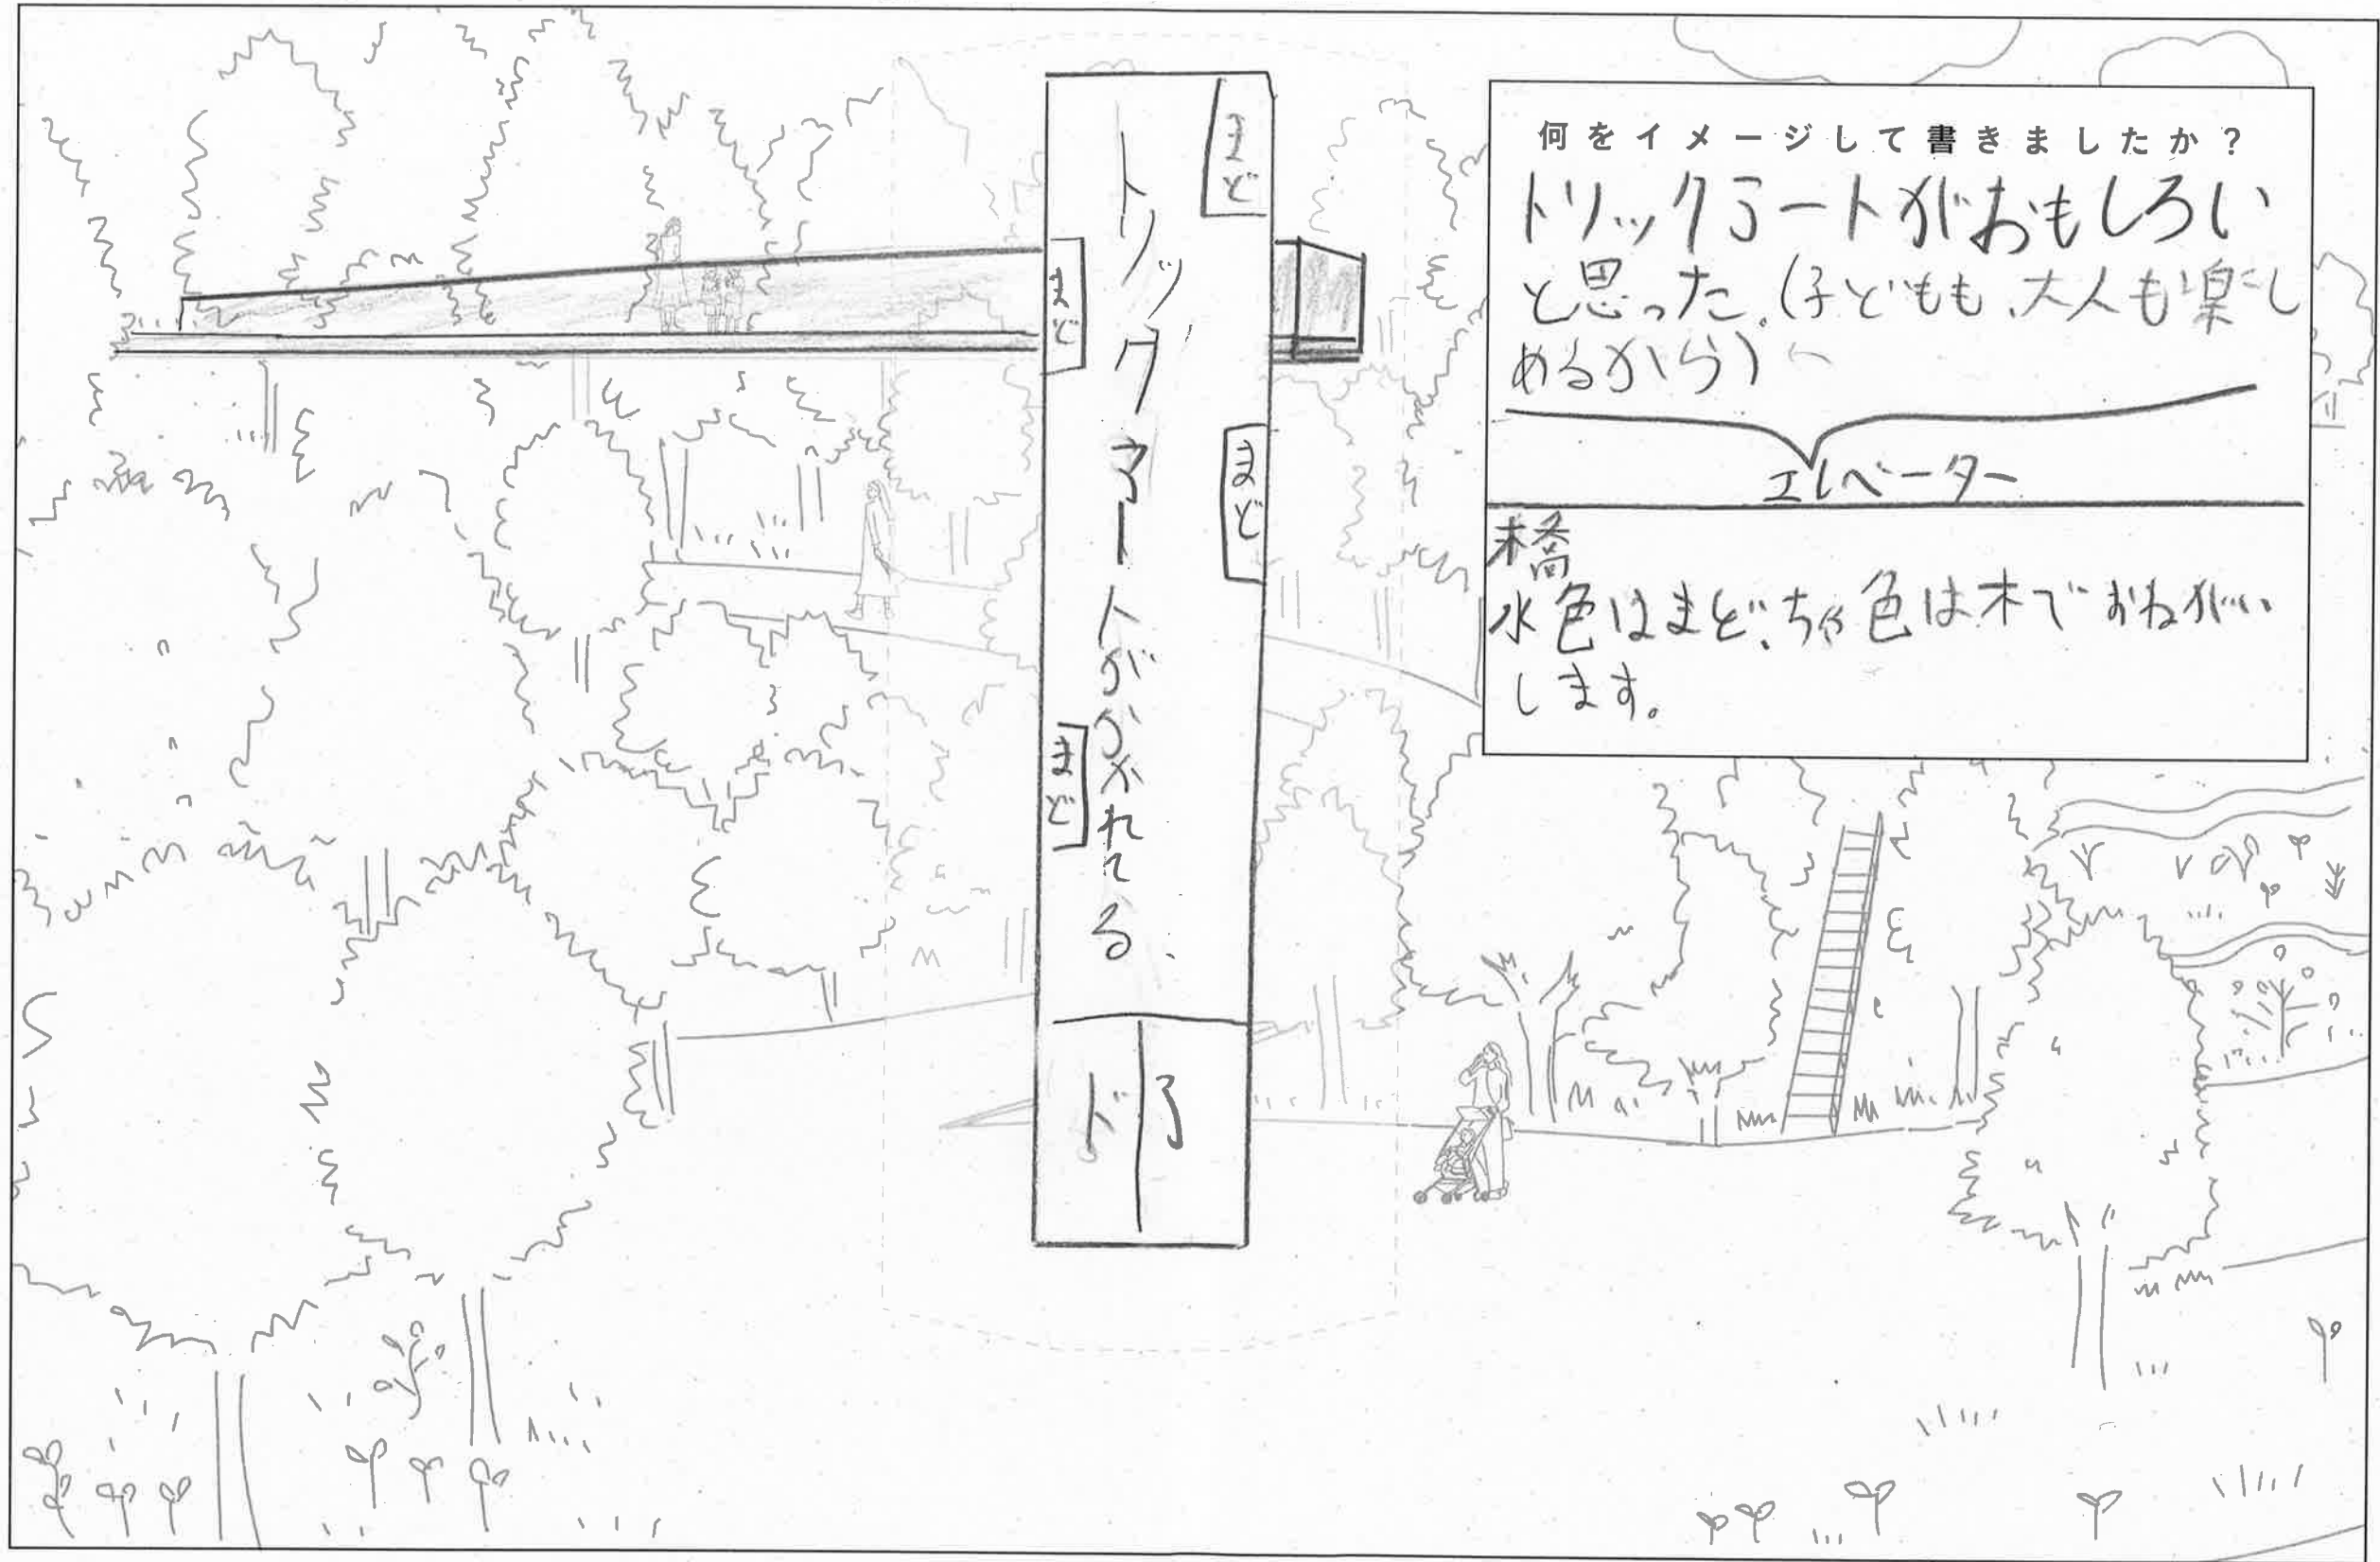 何をイメージして書きましたか?
トリックアートがおもしろい
と思った。(子どもも、大人も楽し
めるから)
エレベーター
橋
水色はまど、ちゃ色は木でおねがい
します。
まど
まど
まど
まど
トリックアートがかかれてる、
ドア